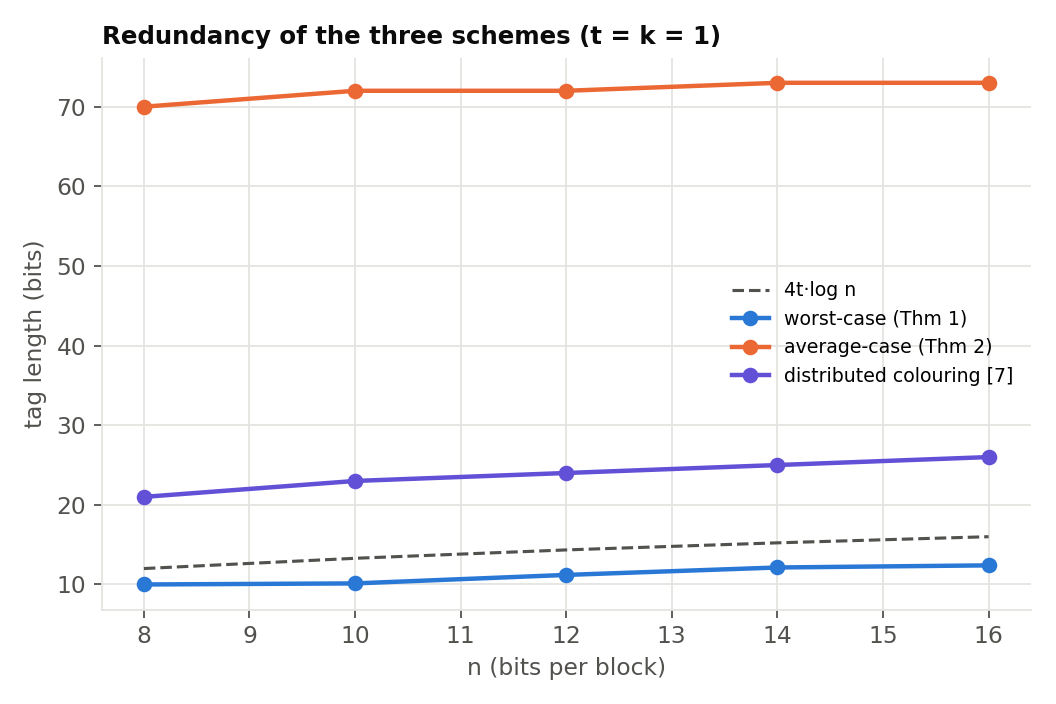 Redundancy of the three schemes (t = k = 1)
tag length (bits)
70
60
50
40
30
20
10
4t·log n
worst-case (Thm 1)
average-case (Thm 2)
distributed colouring [7]
8 9 10 11 12 13 14 15 16
n (bits per block)